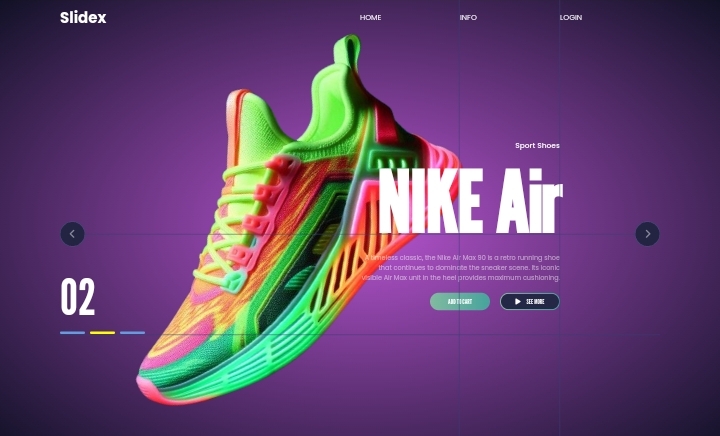 Slidex
HOME
INFO
LOGIN
Sport Shoes
NIKE Air
A timeless classic, the Nike Air Max 90 is a retro running shoe
that continues to dominate the sneaker scene. Its iconic
visible Air Max unit in the heel provides maximum cushioning.
02
ADD TO CART
SEE MORE